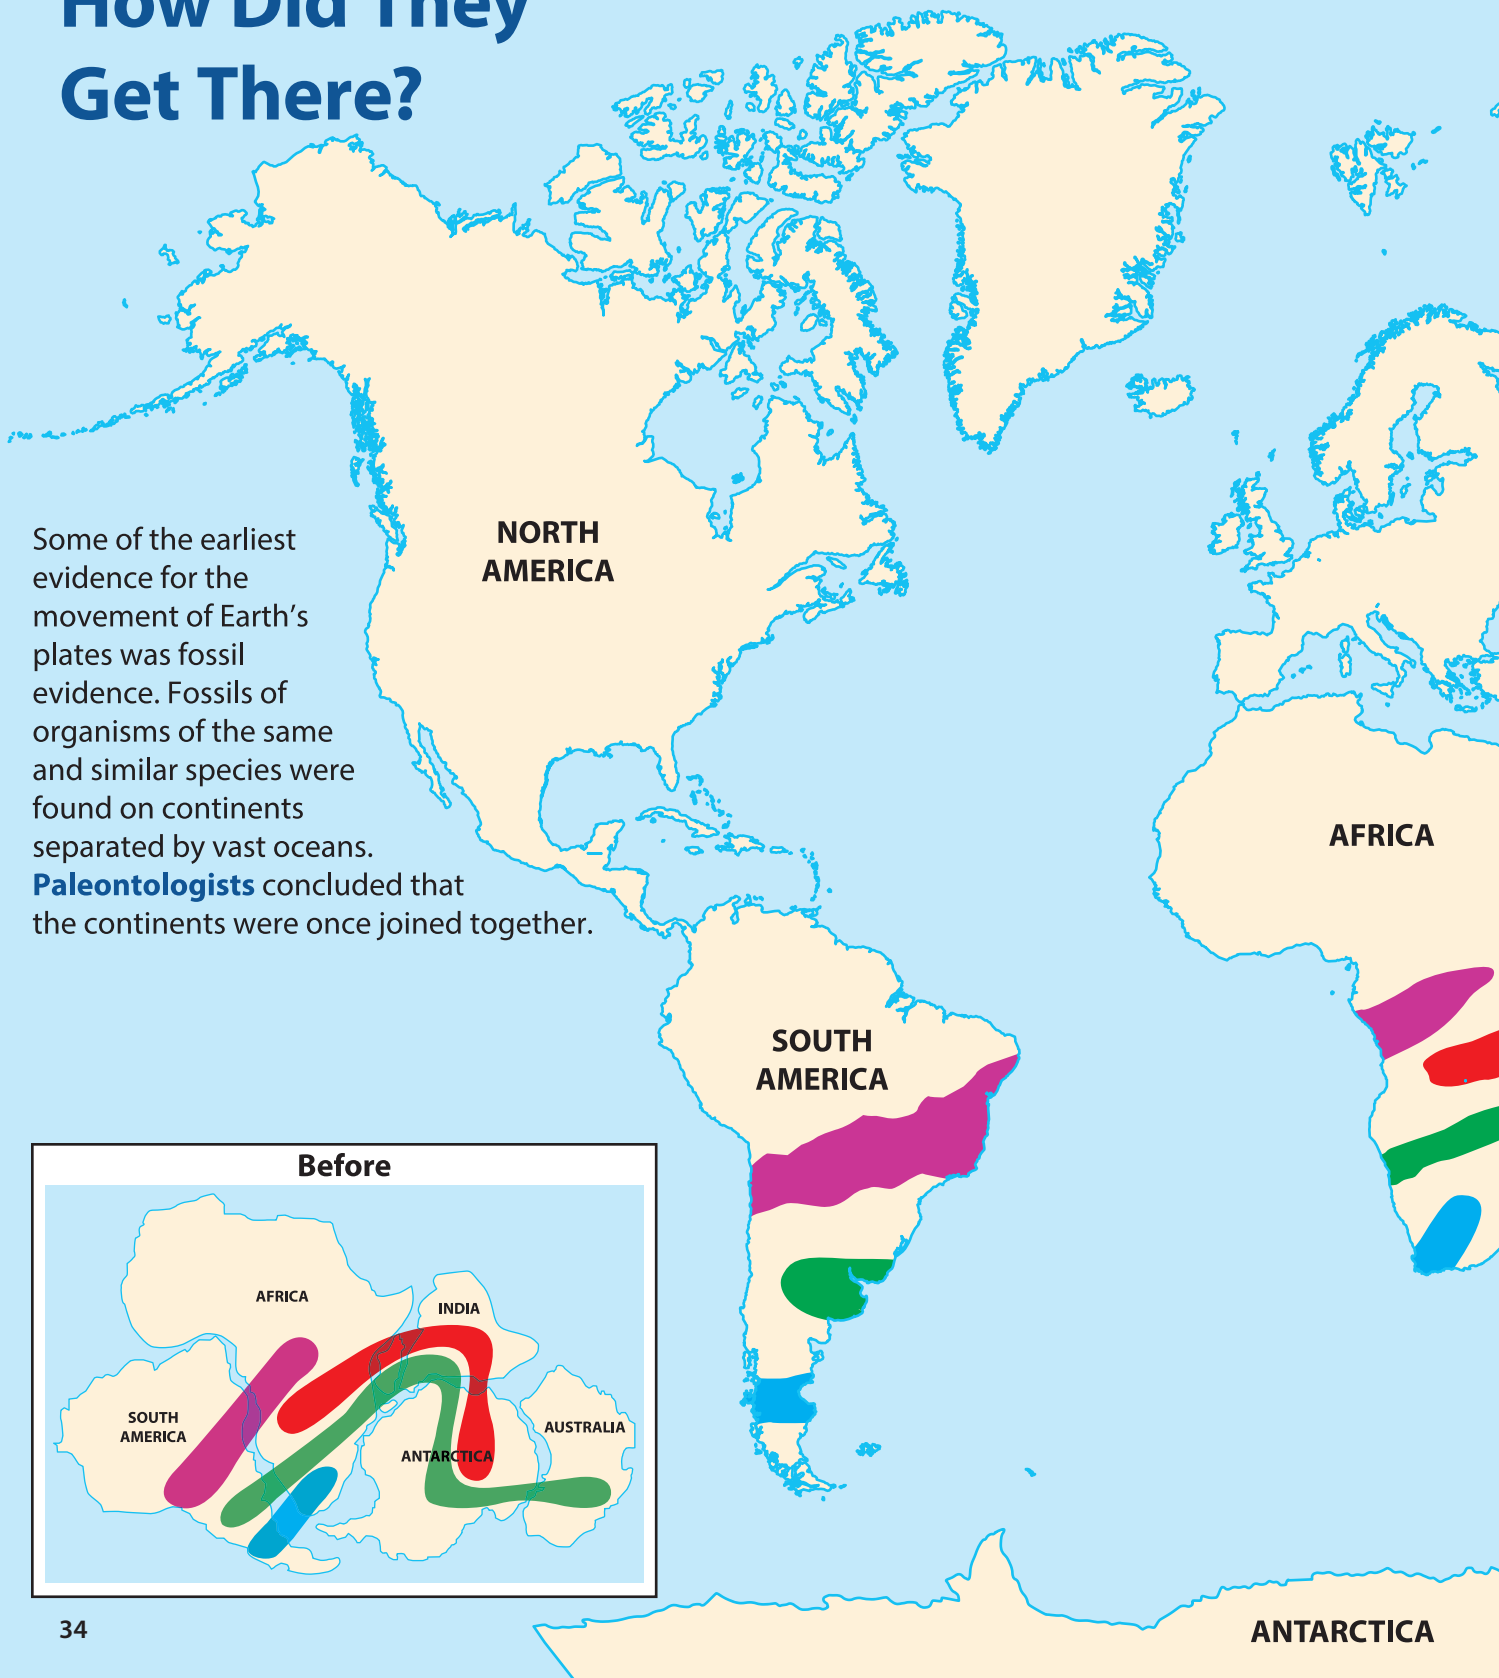 How Did They
Get There?
Some of the earliest
evidence for the
movement of Earth's
plates was fossil
evidence. Fossils of
organisms of the same
and similar species were
found on continents
separated by vast oceans.
Paleontologists concluded that
the continents were once joined together.
NORTH
AMERICA
AFRICA
SOUTH
AMERICA
Before
AFRICA
INDIA
SOUTH
AMERICA
ANTARCTICA
AUSTRALIA
34
ANTARCTICA